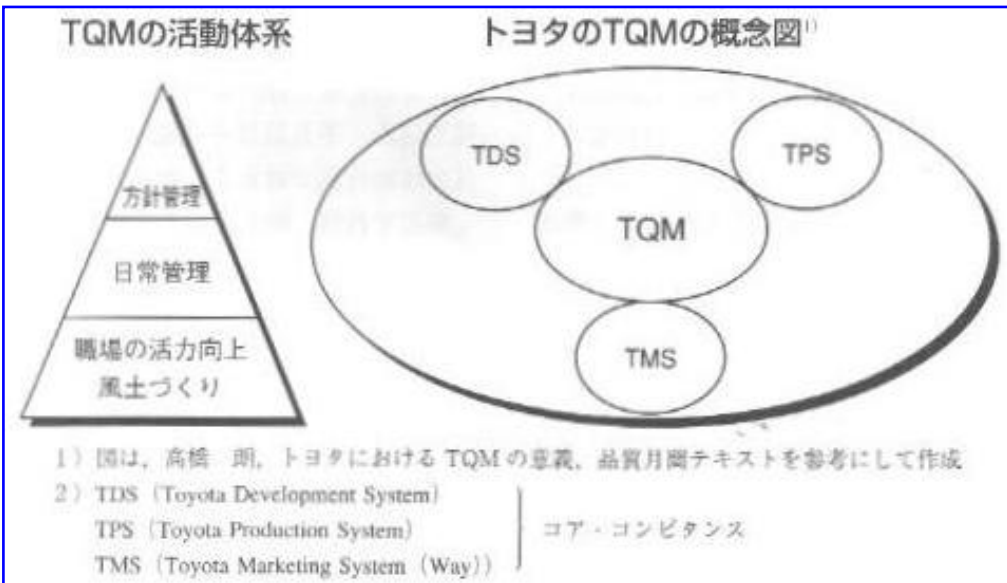 TQMの活動体系
トヨタのTQMの概念図1)
方針管理
日常管理
職場の活力向上
風土づくり
TDS
TPS
TQM
TMS
1) 図は,高橋 朗,トヨタにおけるTQMの意義,品質月間テキストを参考にして作成
2) TDS (Toyota Development System)
TPS (Toyota Production System)
TMS (Toyota Marketing System (Way))
コア・コンピタンス